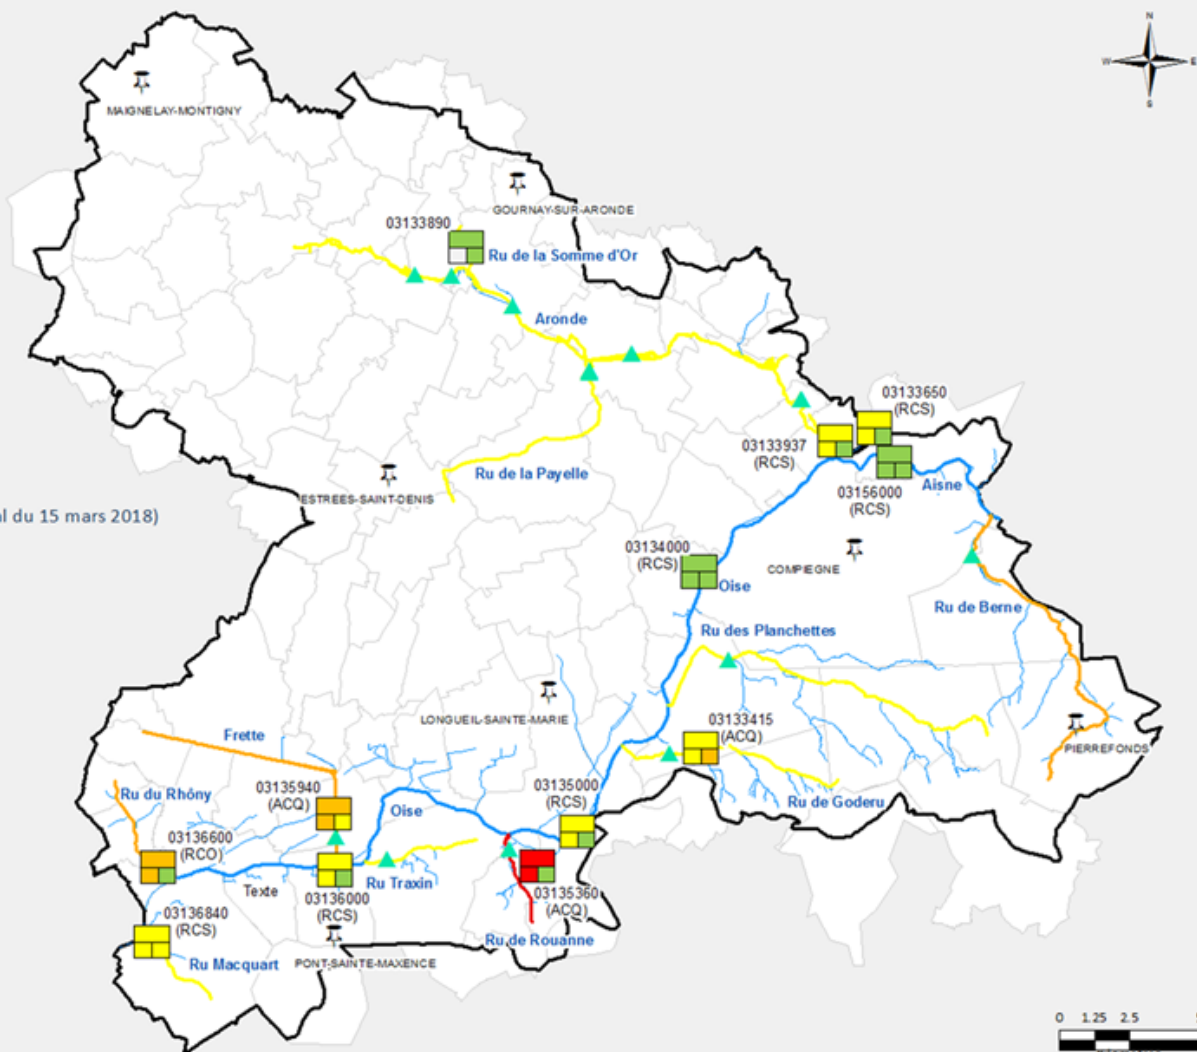 N
W
E
S
MAIGNELAY-MONTIGNY
GOURNAY-SUR-ARONDE
03133890
Ru de la Somme d'Or
Aronde
03133650
(RCS)
03133937
(RCS)
Ru de la Payelle
ESTREES-SAINT-DENIS
03156000
(RCS)
Aisne
al du 15 mars 2018)
03134000
(RCS)
COMPIEGNE
Oise
Ru de Berne
Ru des Planchettes
LONGUEIL-SAINTE-MARIE
03133415
(ACQ)
PIERREFONDS
Frette
03135940
(ACQ)
Ru du Rhôny
Oise
03135000
(RCS)
Ru de Goderu
03136600
(RCO)
Texte
03136000
(RCS)
Ru Traxin
03135360
(ACQ)
03136840
(RCS)
Ru de Rouanne
Ru Macquart
PONT-SAINTE-MAXENCE
0 1.25 2.5